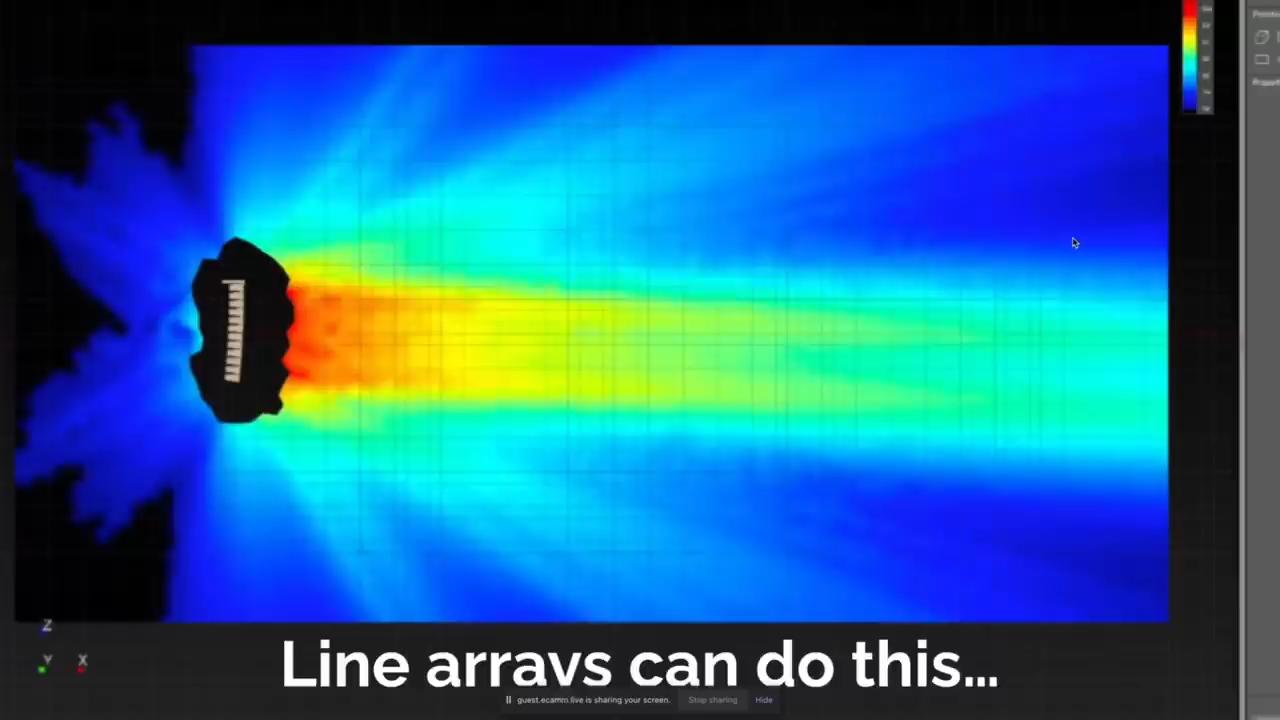 Z
Y X
Line arrays can do this...
guest.ecamm.live is sharing your screen. Stop sharing Hide